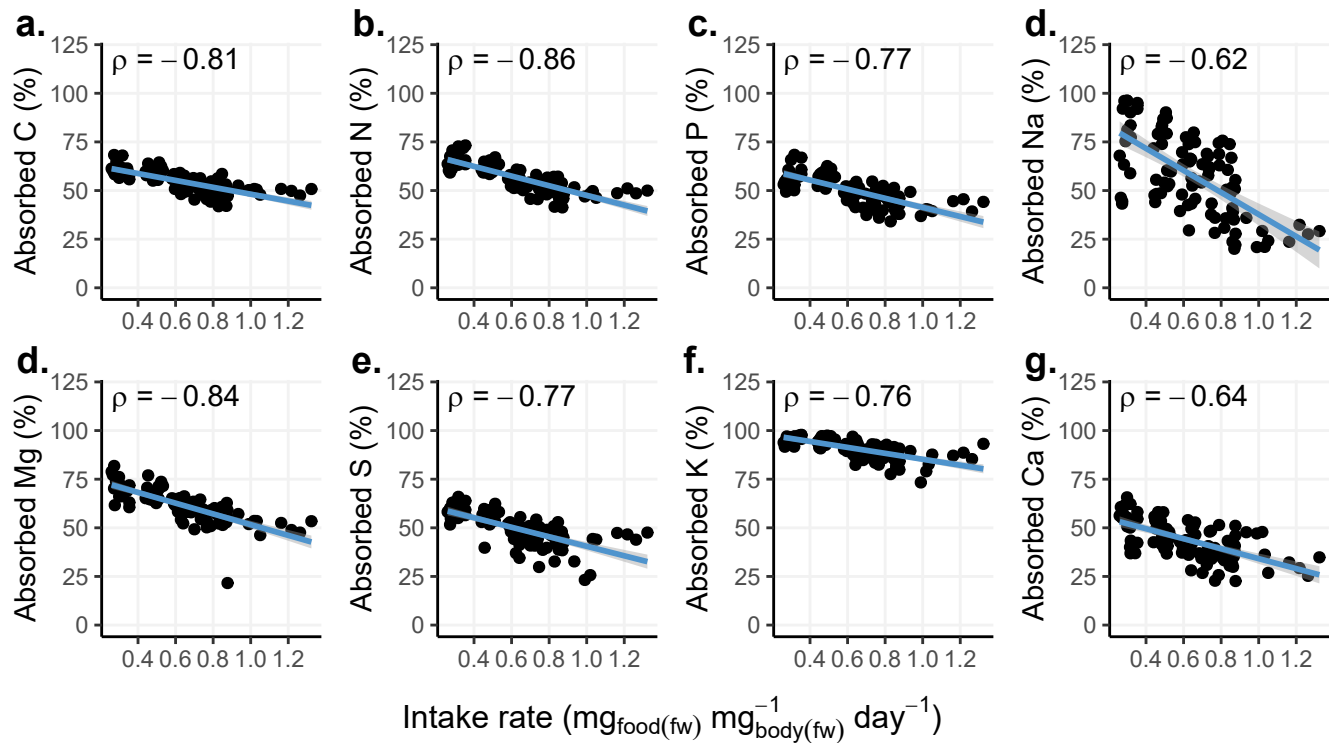 a.
ρ = −0.81
Absorbed C (%)
125
100
75
50
25
0
0.4 0.6 0.8 1.0 1.2
b.
ρ = −0.86
Absorbed N (%)
125
100
75
50
25
0
0.4 0.6 0.8 1.0 1.2
c.
ρ = −0.77
Absorbed P (%)
125
100
75
50
25
0
0.4 0.6 0.8 1.0 1.2
d.
ρ = −0.62
Absorbed Na (%)
125
100
75
50
25
0
0.4 0.6 0.8 1.0 1.2
d.
ρ = −0.84
Absorbed Mg (%)
125
100
75
50
25
0
0.4 0.6 0.8 1.0 1.2
e.
ρ = −0.77
Absorbed S (%)
125
100
75
50
25
0
0.4 0.6 0.8 1.0 1.2
f.
ρ = −0.76
Absorbed K (%)
125
100
75
50
25
0
0.4 0.6 0.8 1.0 1.2
g.
ρ = −0.64
Absorbed Ca (%)
125
100
75
50
25
0
0.4 0.6 0.8 1.0 1.2
Intake rate (mg food(fw) mg body(fw)⁻¹ day⁻¹)